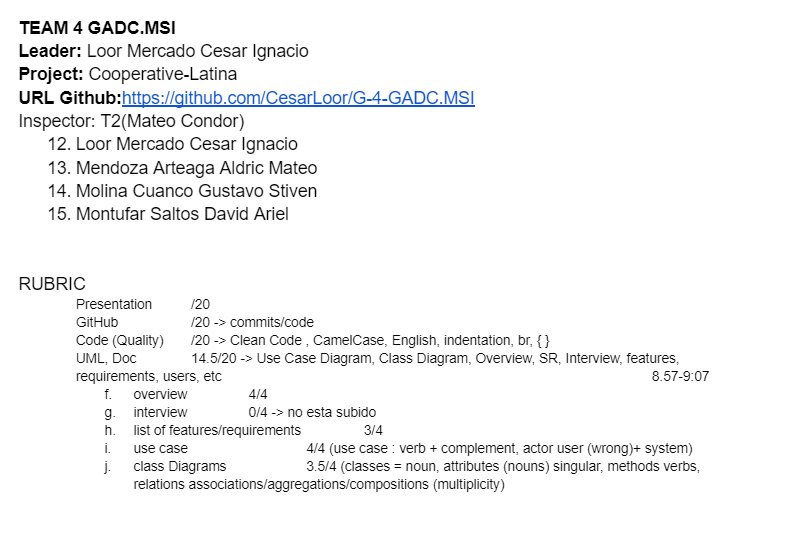 TEAM 4 GADC.MSI
Leader: Loor Mercado Cesar Ignacio
Project: Cooperative-Latina
URL Github:https://github.com/CesarLoor/G-4-GADC.MSI
Inspector: T2(Mateo Condor)
12. Loor Mercado Cesar Ignacio
13. Mendoza Arteaga Aldric Mateo
14. Molina Cuanco Gustavo Stiven
15. Montufar Saltos David Ariel
RUBRIC
Presentation /20
GitHub /20 -> commits/code
Code (Quality) /20 -> Clean Code , CamelCase, English, indentation, br, { }
UML, Doc 14.5/20 -> Use Case Diagram, Class Diagram, Overview, SR, Interview, features,
requirements, users, etc 8.57-9:07
f. overview 4/4
g. interview 0/4 -> no esta subido
h. list of features/requirements 3/4
i. use case 4/4 (use case : verb + complement, actor user (wrong)+ system)
j. class Diagrams 3.5/4 (classes = noun, attributes (nouns) singular, methods verbs,
relations associations/aggregations/compositions (multiplicity)